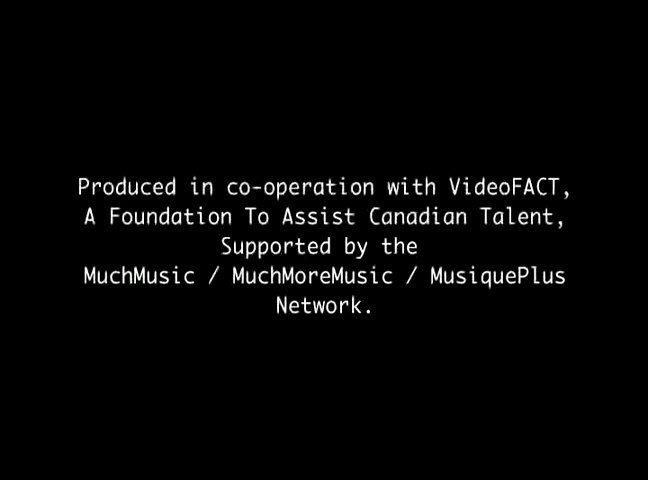 Produced in co-operation with VideoFACT,
A Foundation To Assist Canadian Talent,
Supported by the
MuchMusic / MuchMoreMusic / MusiquePlus
Network.